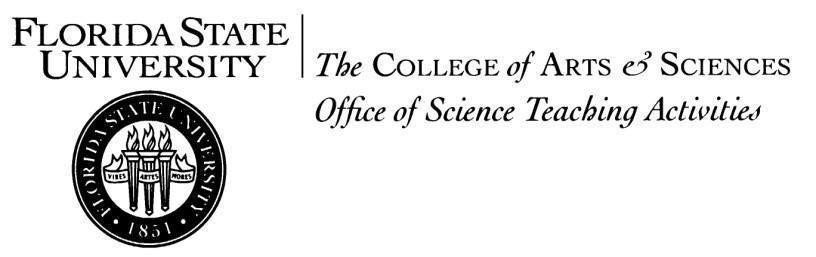 FLORIDA STATE
UNIVERSITY
The COLLEGE of ARTS & SCIENCES
Office of Science Teaching Activities
FLORIDA STATE UNIVERSITY
VIRES ARTES MORES
· 1851 ·